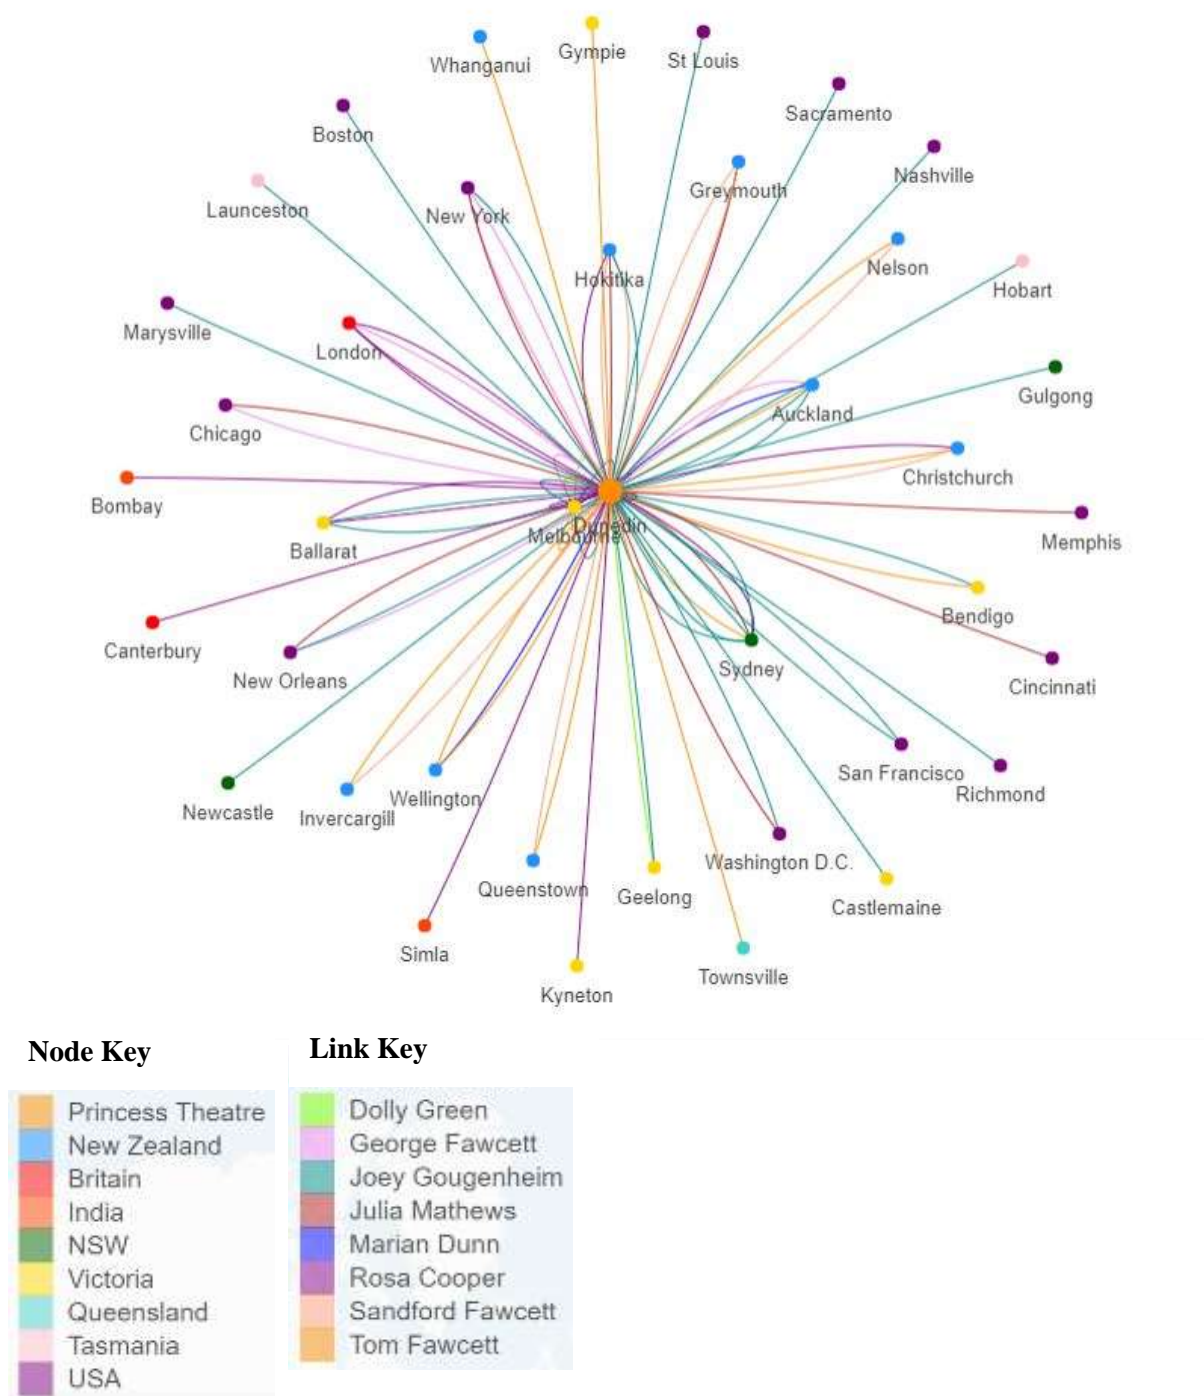 Gympie
Whanganui
St Louis
Sacramento
Boston
Nashville
Greymouth
Launceston
New York
Nelson
Hokitika
Hobart
Marysville
London
Gulgong
Auckland
Chicago
Christchurch
Bombay
Dunedin
Melbourne
Memphis
Ballarat
Bendigo
Canterbury
Sydney
New Orleans
Cincinnati
San Francisco
Richmond
Wellington
Newcastle
Invercargill
Washington D.C.
Queenstown
Geelong
Castlemaine
Simla
Townsville
Kyneton
Node Key
Princess Theatre
New Zealand
Britain
India
NSW
Victoria
Queensland
Tasmania
USA
Link Key
Dolly Green
George Fawcett
Joey Gougenheim
Julia Mathews
Marian Dunn
Rosa Cooper
Sandford Fawcett
Tom Fawcett